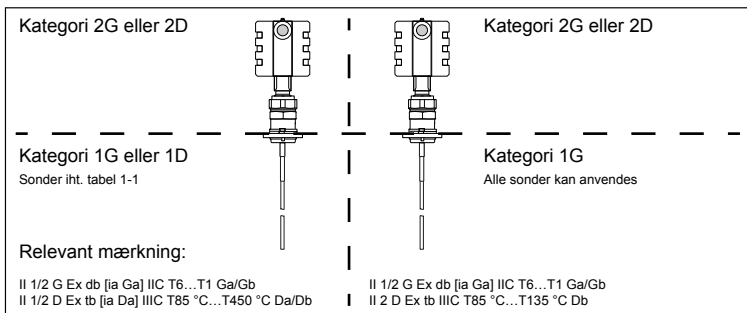 Kategori 2G eller 2D
Kategori 2G eller 2D
Kategori 1G eller 1D
Sonder iht. tabel 1-1
Kategori 1G
Alle sonder kan anvendes
Relevant mærkning:
II 1/2 G Ex db [ia Ga] IIC T6…T1 Ga/Gb
II 1/2 D Ex tb [ia Da] IIIC T85 °C…T450 °C Da/Db
II 1/2 G Ex db [ia Ga] IIC T6…T1 Ga/Gb
II 2 D Ex tb IIIC T85 °C…T135 °C Db